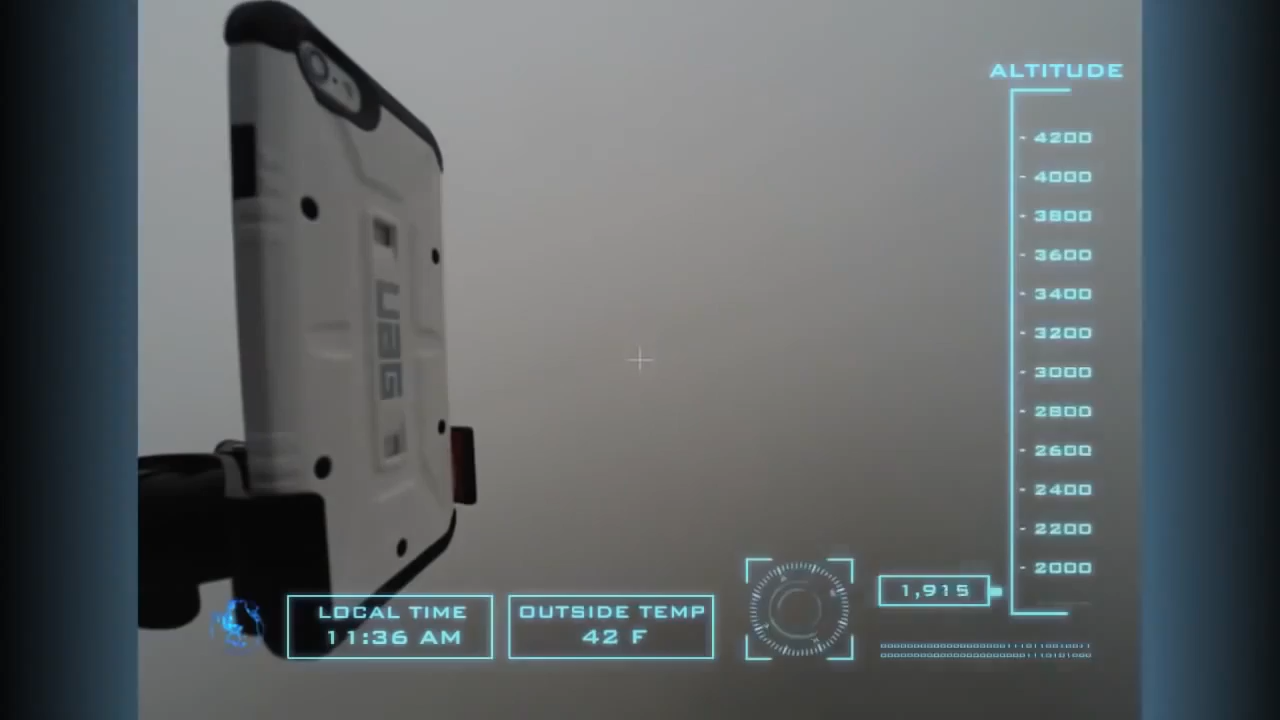 ALTITUDE
- 4200
- 4000
- 3800
- 3600
- 3400
- 3200
- 3000
- 2800
- 2600
- 2400
- 2200
- 2000
1,915
UAG
LOCAL TIME
11:36 AM
OUTSIDE TEMP
42 F